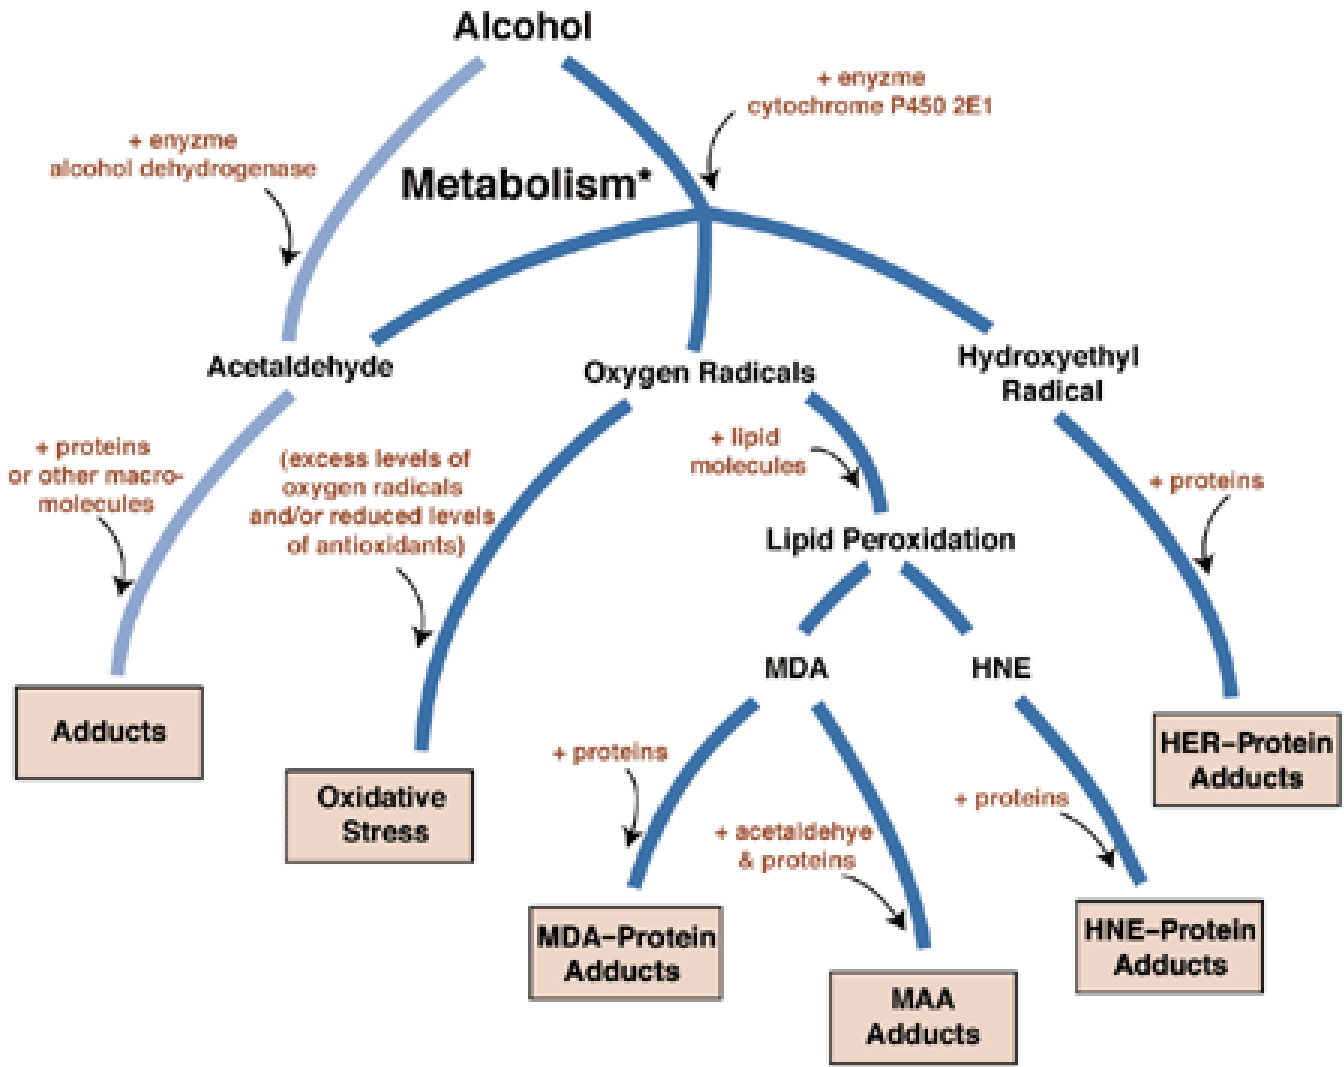 Alcohol
+ enyzme
cytochrome P450 2E1
+ enyzme
alcohol dehydrogenase
Metabolism*
Acetaldehyde
Oxygen Radicals
Hydroxyethyl
Radical
+ proteins
or other macro-
molecules
(excess levels of
oxygen radicals
and/or reduced levels
of antioxidants)
+ lipid
molecules
+ proteins
Lipid Peroxidation
MDA
HNE
Adducts
Oxidative
Stress
+ proteins
+ acetaldehye
& proteins
+ proteins
HER–Protein
Adducts
MDA–Protein
Adducts
MAA
Adducts
HNE–Protein
Adducts